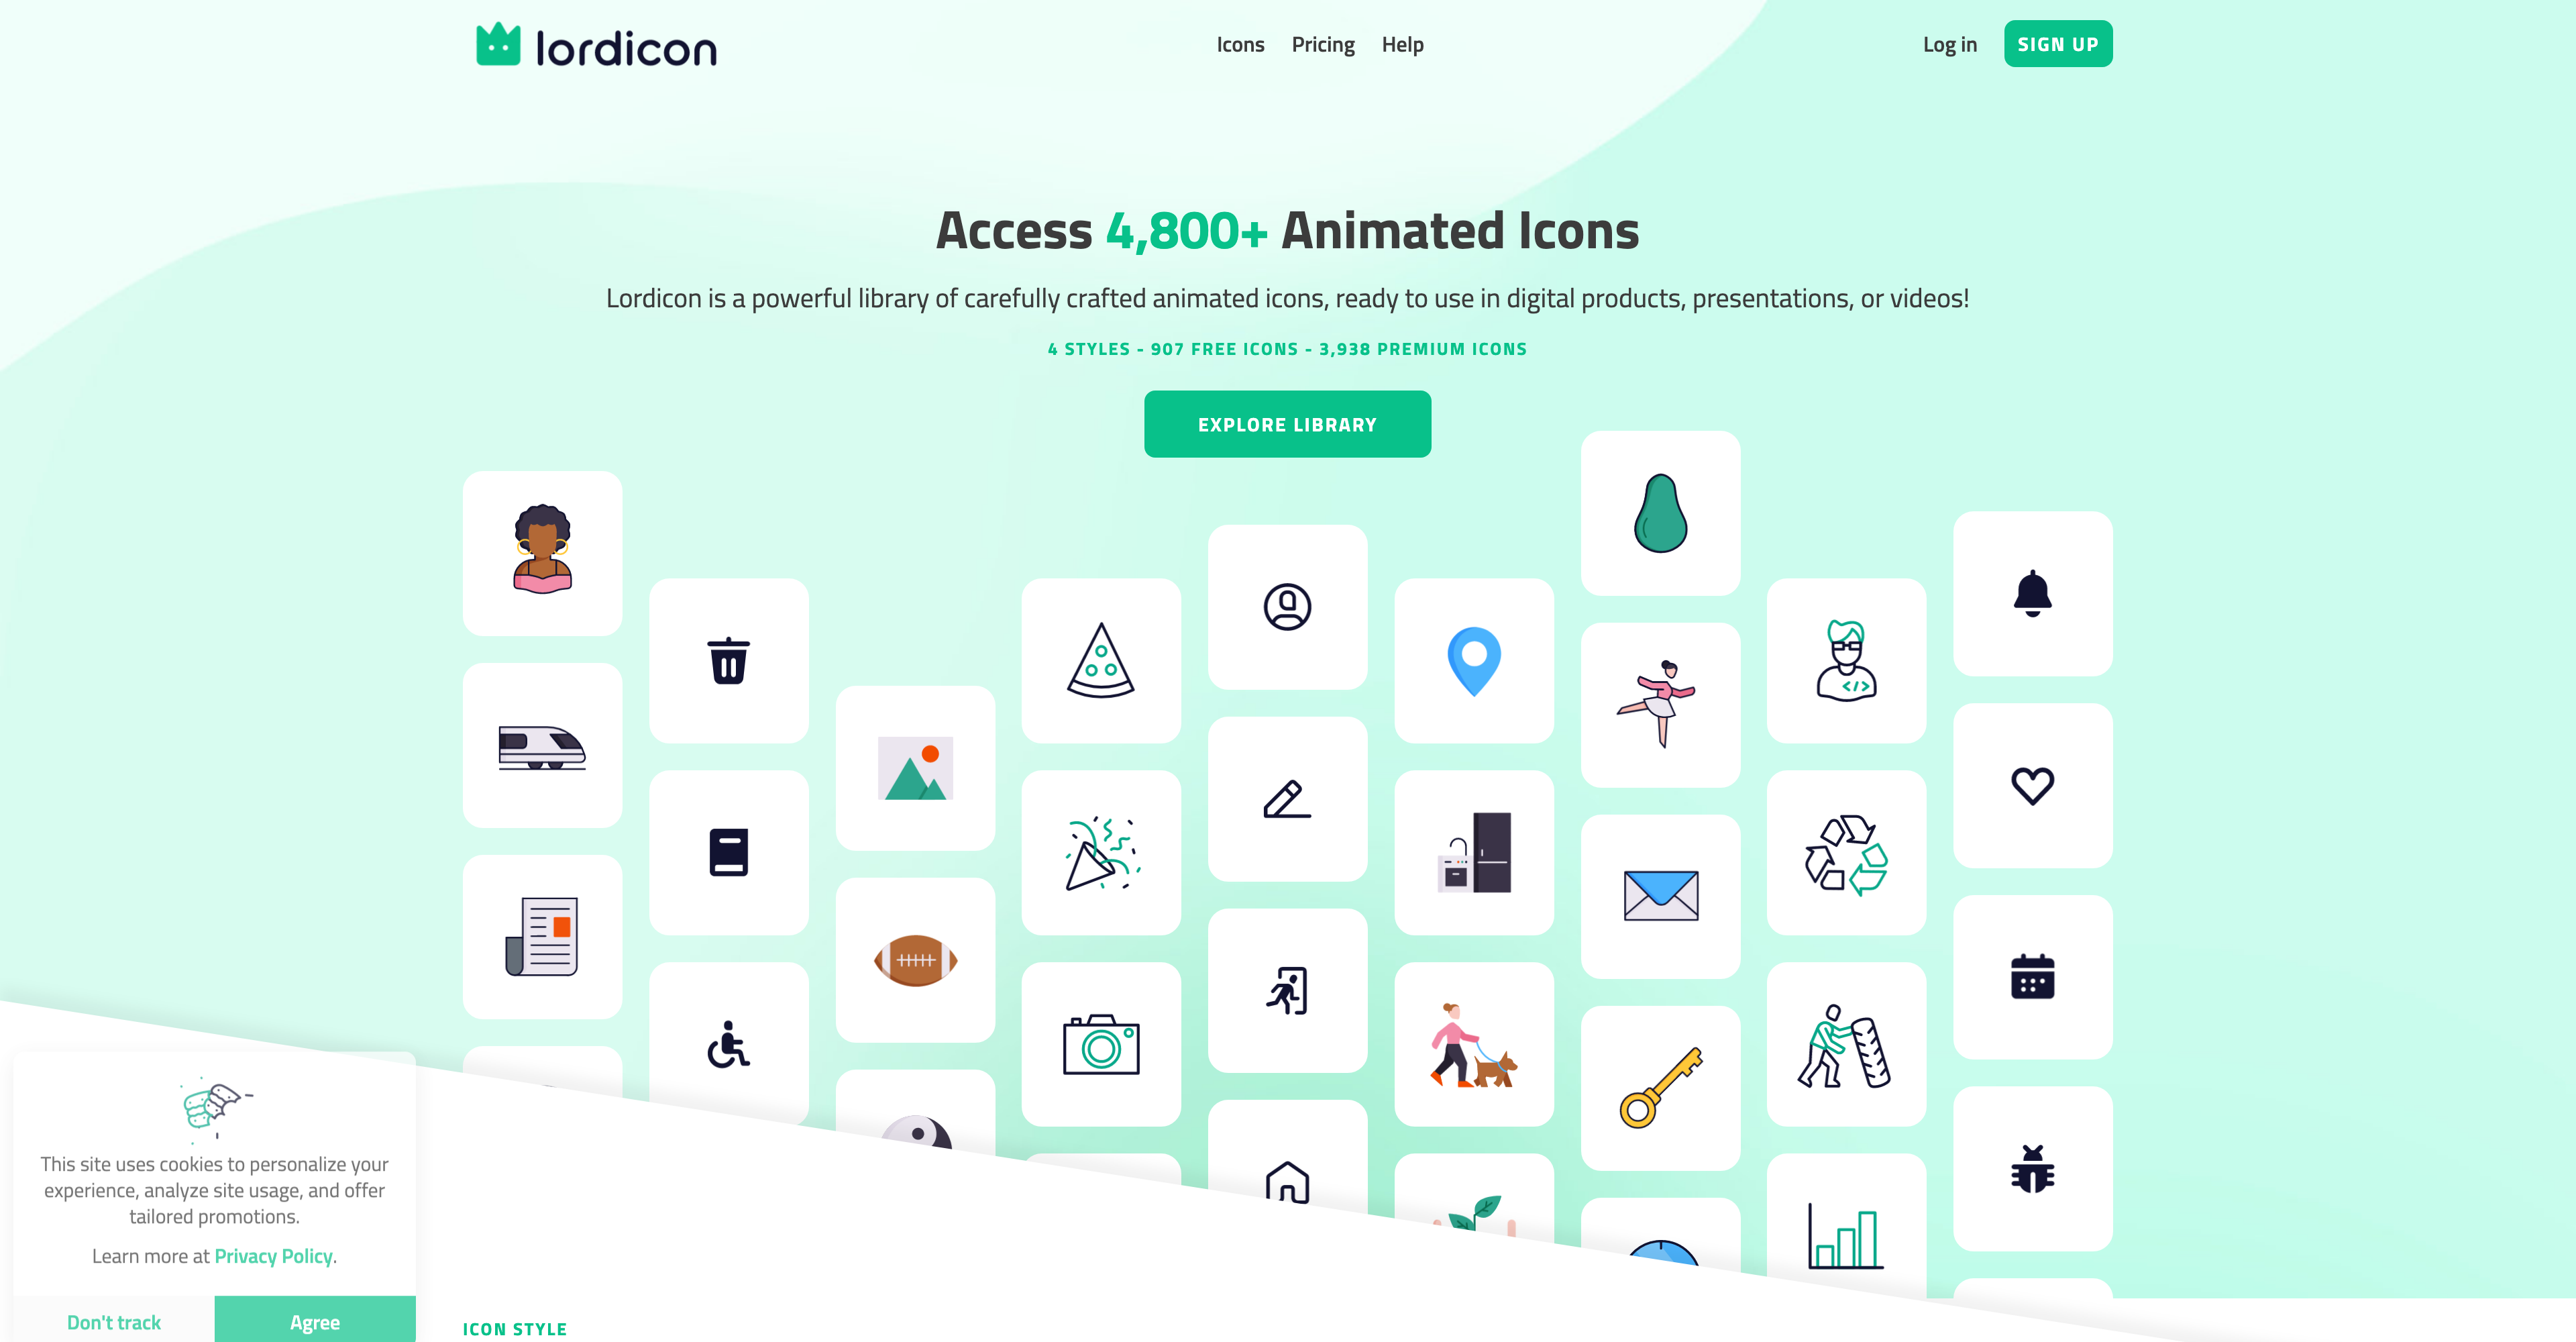 lordicon
Icons Pricing Help
Log in SIGN UP
Access 4,800+ Animated Icons
Lordicon is a powerful library of carefully crafted animated icons, ready to use in digital products, presentations, or videos!
4 STYLES - 907 FREE ICONS - 3,938 PREMIUM ICONS
EXPLORE LIBRARY
</>
This site uses cookies to personalize your
experience, analyze site usage, and offer
tailored promotions.
Learn more at Privacy Policy.
Don't track Agree
ICON STYLE